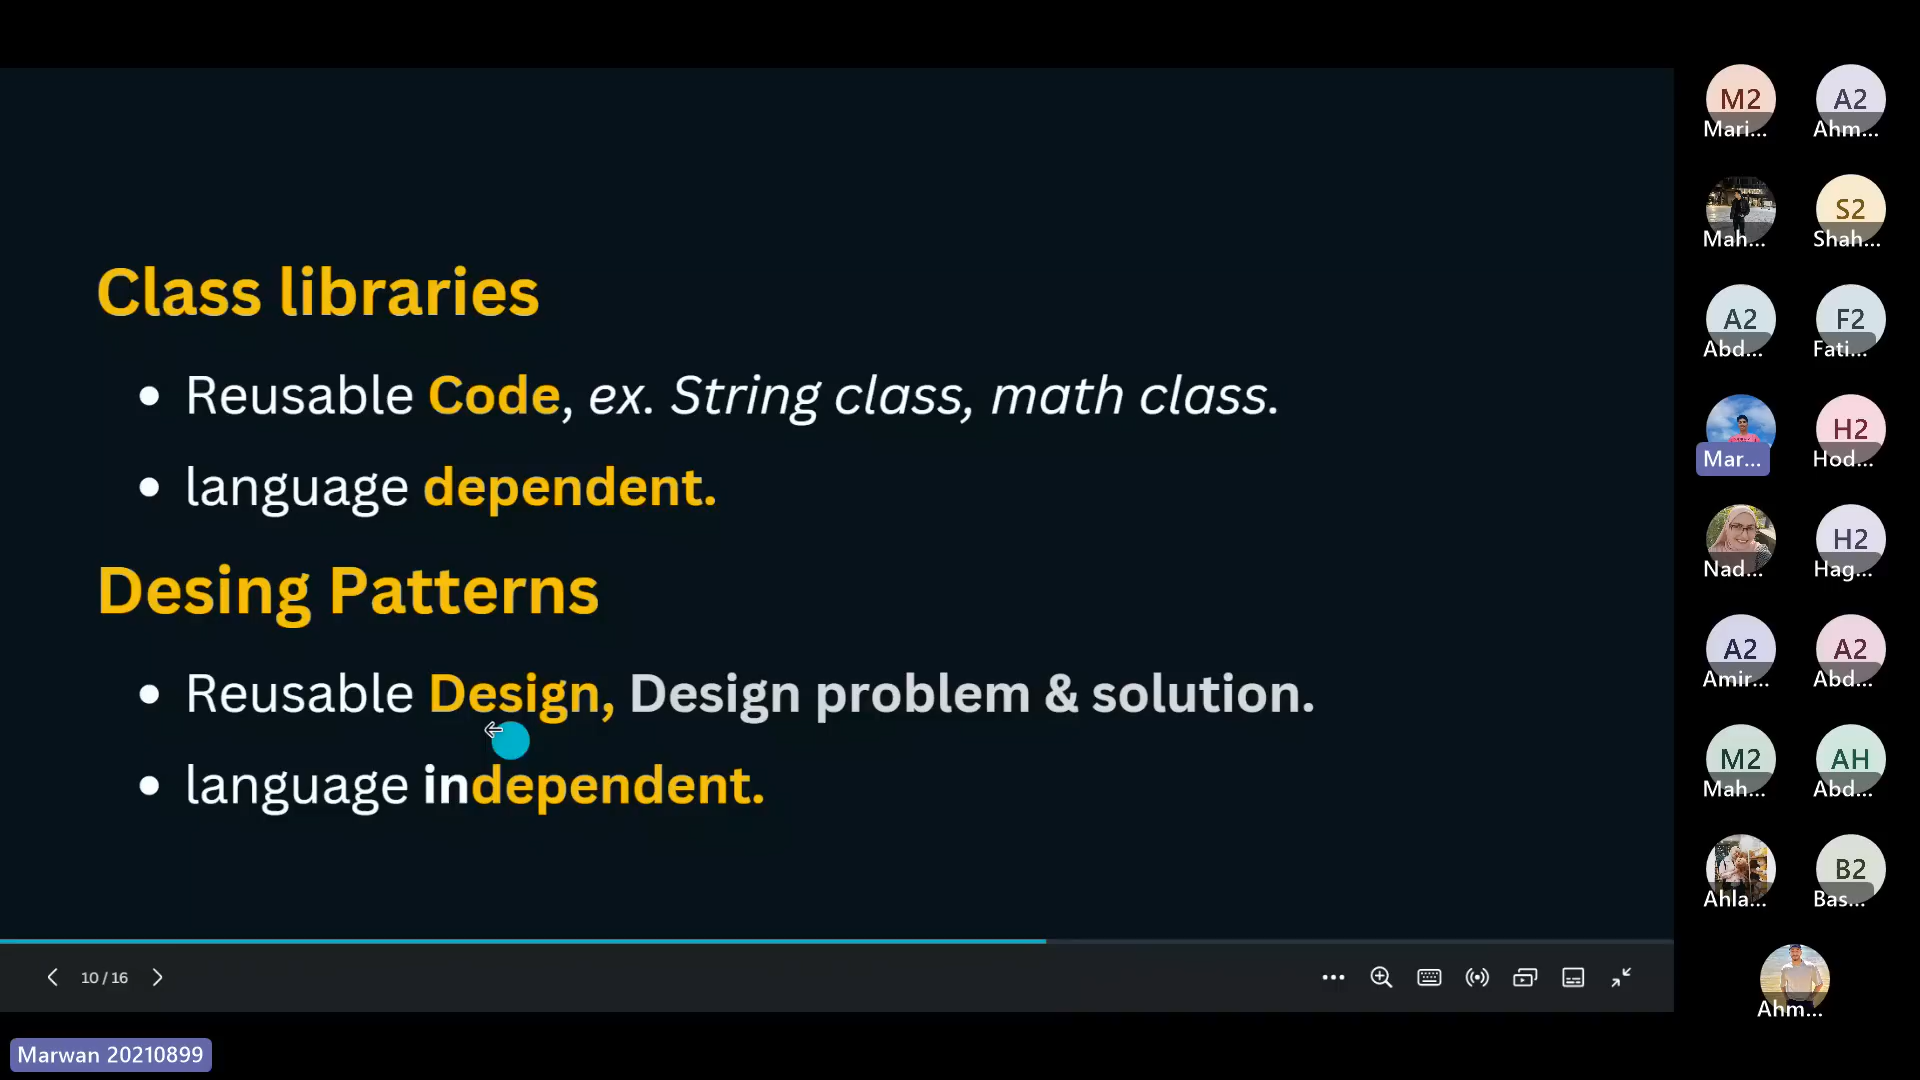 Class libraries
• Reusable Code, ex. String class, math class.
• language dependent.
Desing Patterns
• Reusable Design, Design problem & solution.
• language independent.
10 / 16
Marwan 20210899
M2
Mari...
A2
Ahm...
Mah...
S2
Shah...
A2
Abd...
F2
Fati...
Mar...
H2
Hod...
Nad...
H2
Hag...
A2
Amir...
A2
Abd...
M2
Mah...
AH
Abd...
Ahla...
B2
Bas...
Ahm...